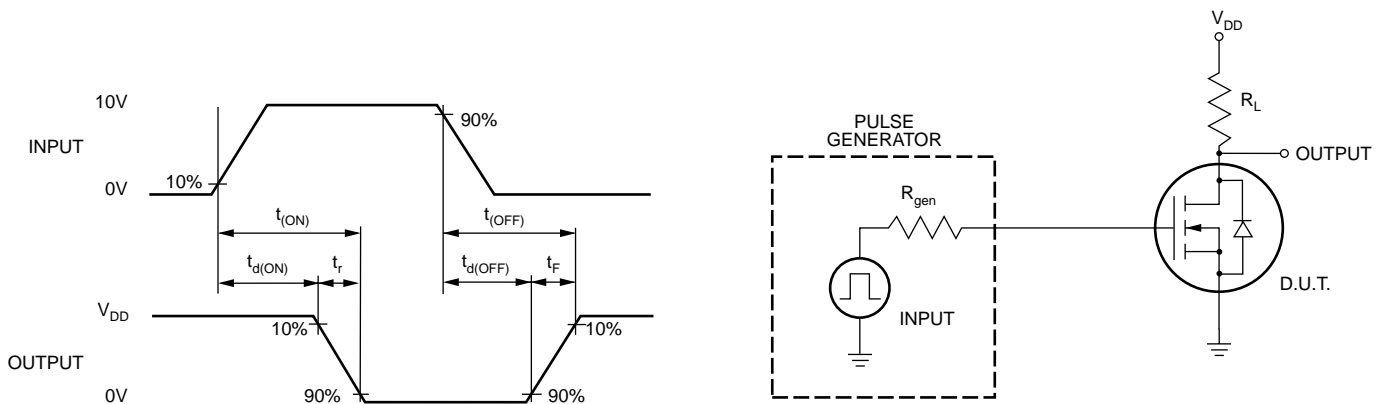 10V
INPUT
0V
10%
90%
t(ON)
t(OFF)
td(ON)
tr
td(OFF)
tF
VDD
OUTPUT
0V
10%
90%
10%
90%
PULSE
GENERATOR
Rgen
INPUT
VDD
RL
OUTPUT
D.U.T.